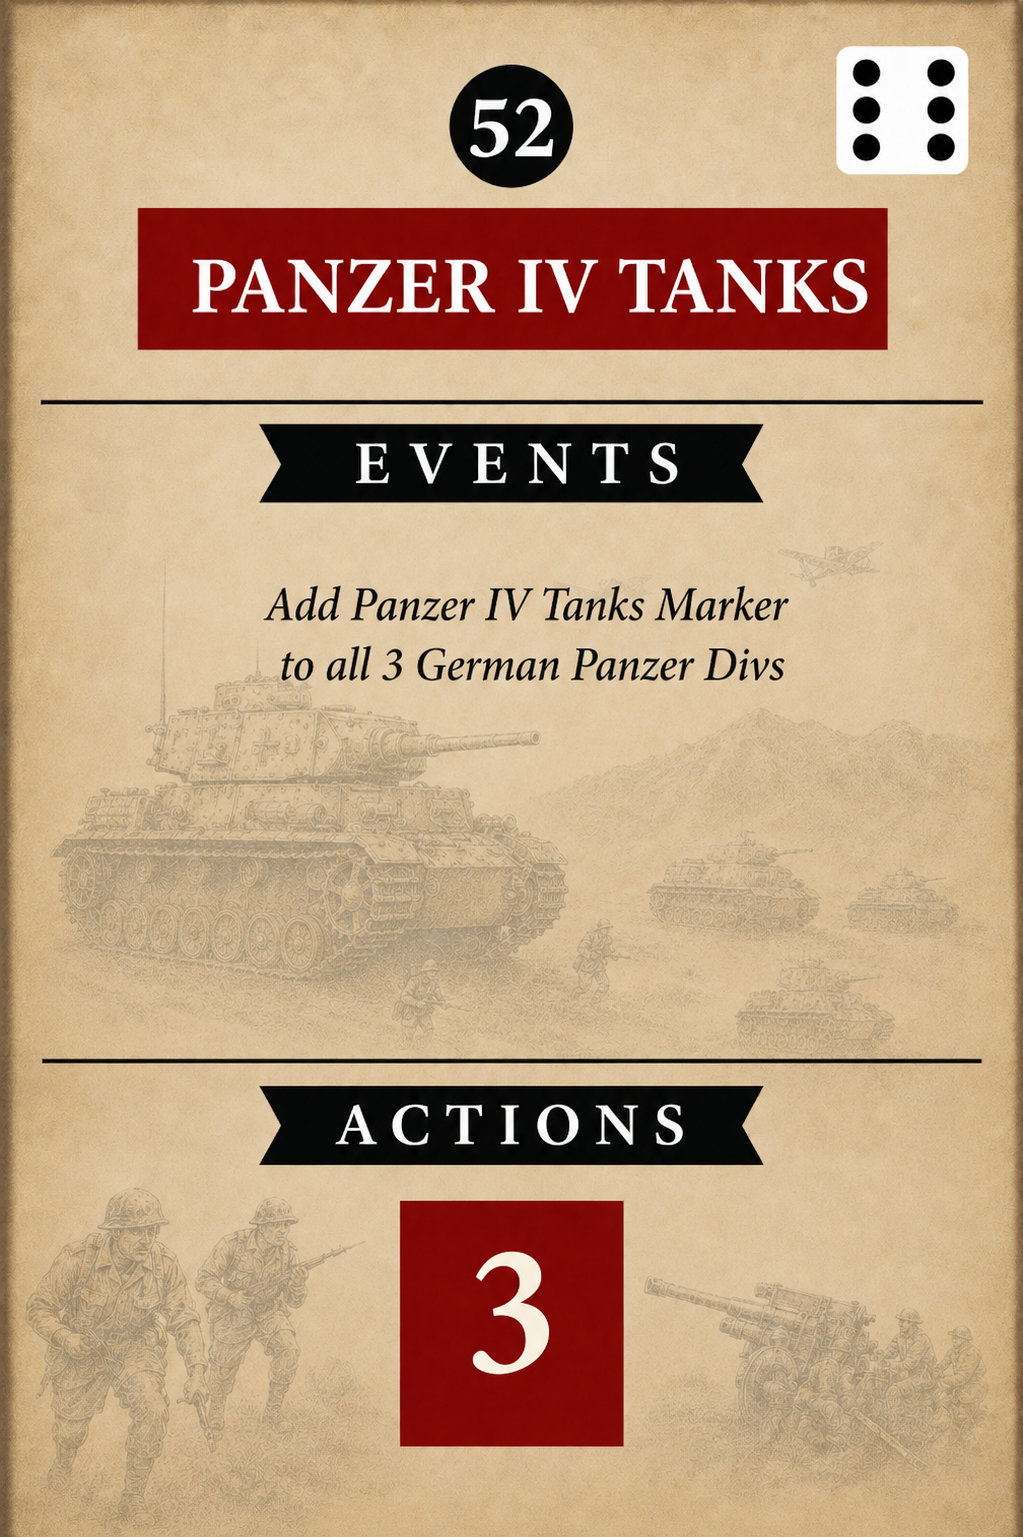 52
PANZER IV TANKS
EVENTS
Add Panzer IV Tanks Marker
to all 3 German Panzer Divs
ACTIONS
3